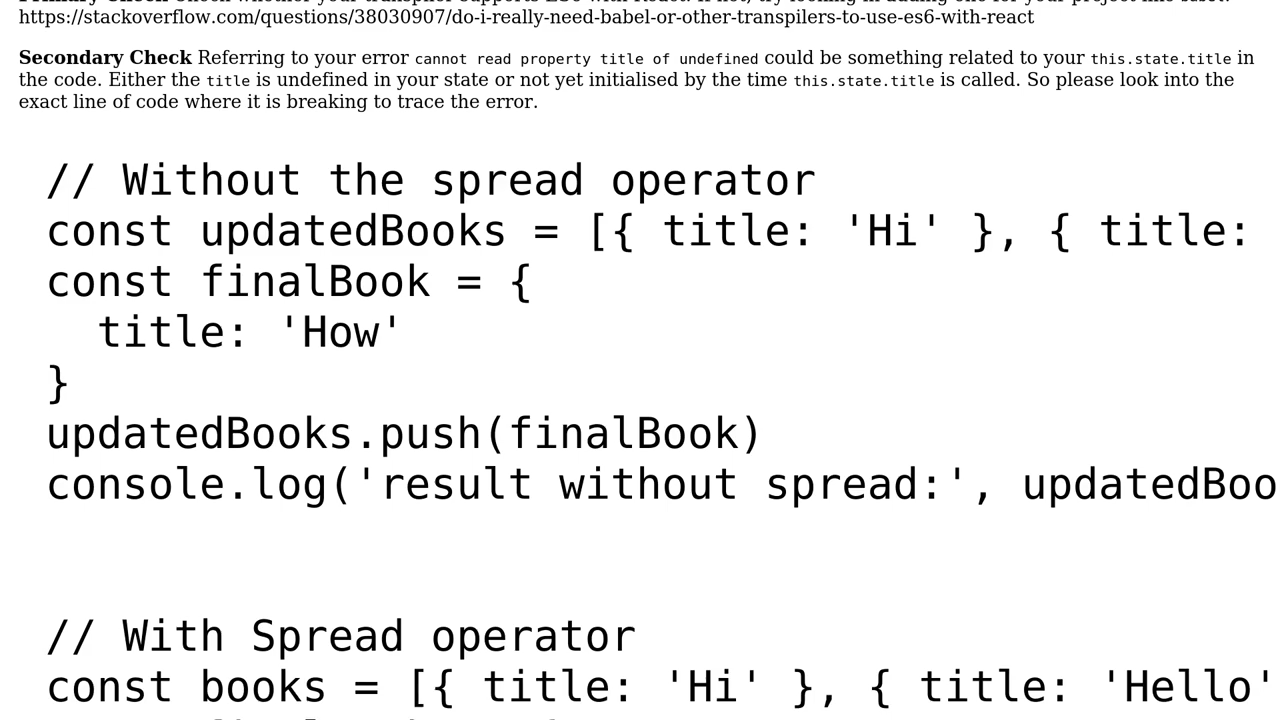 https://stackoverflow.com/questions/38030907/do-i-really-need-babel-or-other-transpilers-to-use-es6-with-react
Secondary Check Referring to your error cannot read property title of undefined could be something related to your this.state.title in
the code. Either the title is undefined in your state or not yet initialised by the time this.state.title is called. So please look into the
exact line of code where it is breaking to trace the error.
// Without the spread operator
const updatedBooks = [{ title: 'Hi' }, { title:
const finalBook = {
  title: 'How'
}
updatedBooks.push(finalBook)
console.log('result without spread:', updatedBoo
// With Spread operator
const books = [{ title: 'Hi' }, { title: 'Hello'